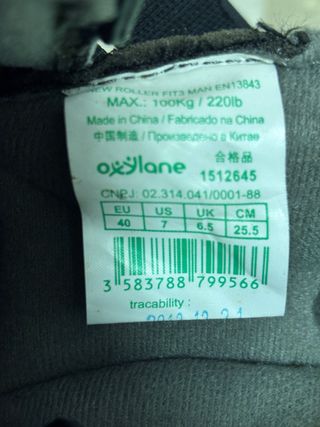 NEW ROLLER FIT3 MAN EN13843
MAX.: 100Kg / 220lb
Made in China / Fabricado na China
中国制造 / Произведено в Китае
oxylane 合格品
1512645
CNPJ: 02.314.041/0001-88
EU US UK CM
40 7 6.5 25.5
3 583788 799566
tracability :